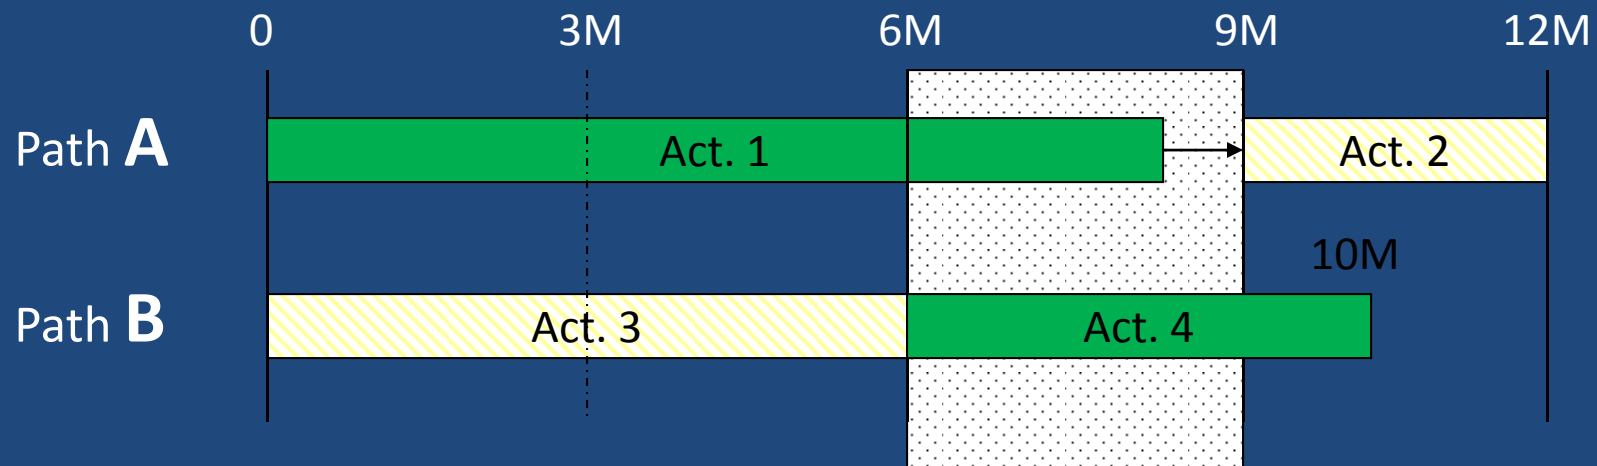 0 3M 6M 9M 12M
Path A Act. 1 Act. 2
10M
Path B Act. 3 Act. 4